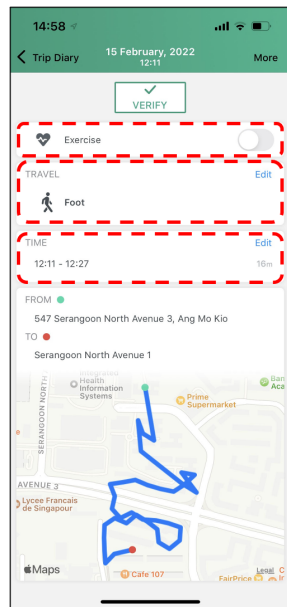 14:58
Trip Diary
15 February, 2022
More
12:11
VERIFY
Exercise
TRAVEL
Edit
Foot
TIME
Edit
12:11 - 12:27
16m
FROM
547 Serangoon North Avenue 3, Ang Mo Kio
TO
Serangoon North Avenue 1
Integrated
Health
Information
Systems
Ban
Aca
Prime
Supermarket
SERANGOON NORTH
AVENUE 3
Lycee Francais
de Singapour
Maps
Cafe 107
Legal
FairPrice